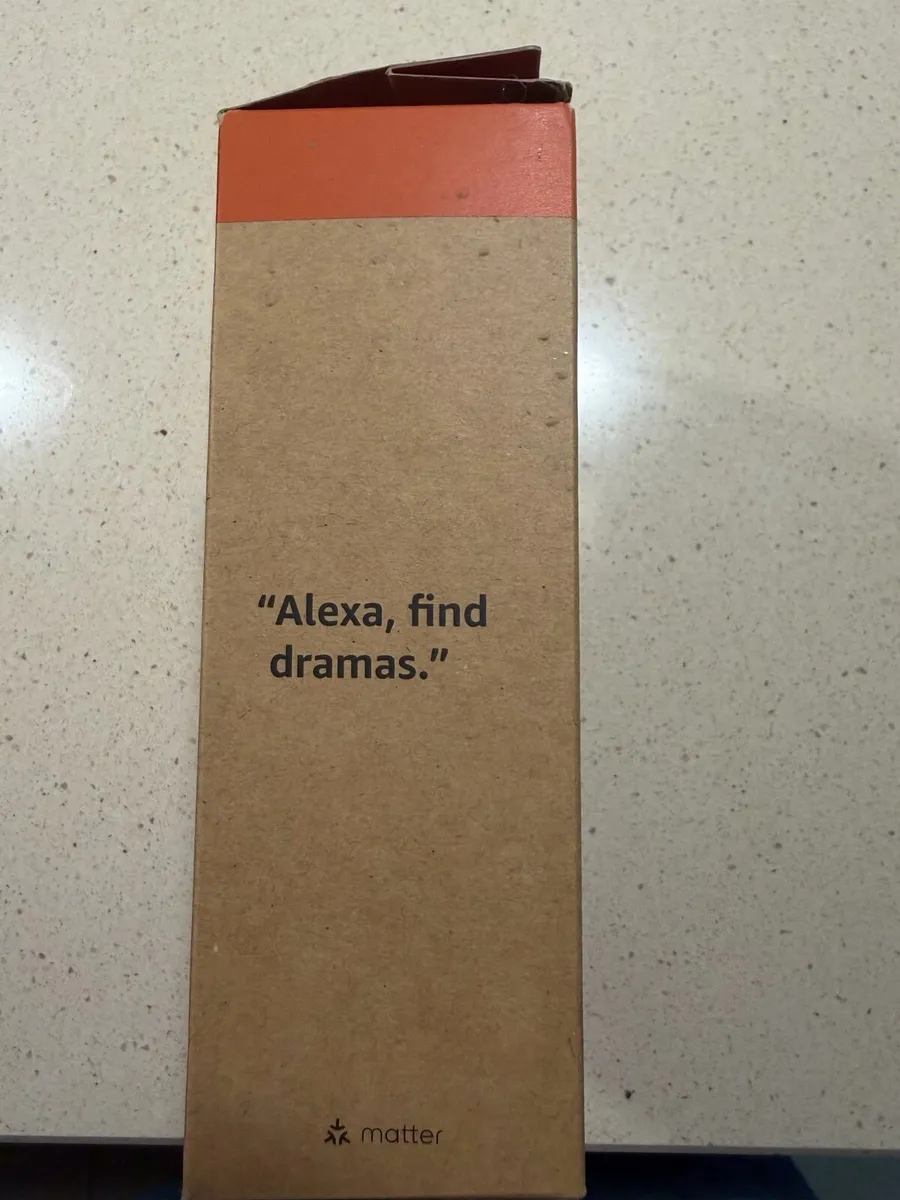 “Alexa, find
dramas.”
matter